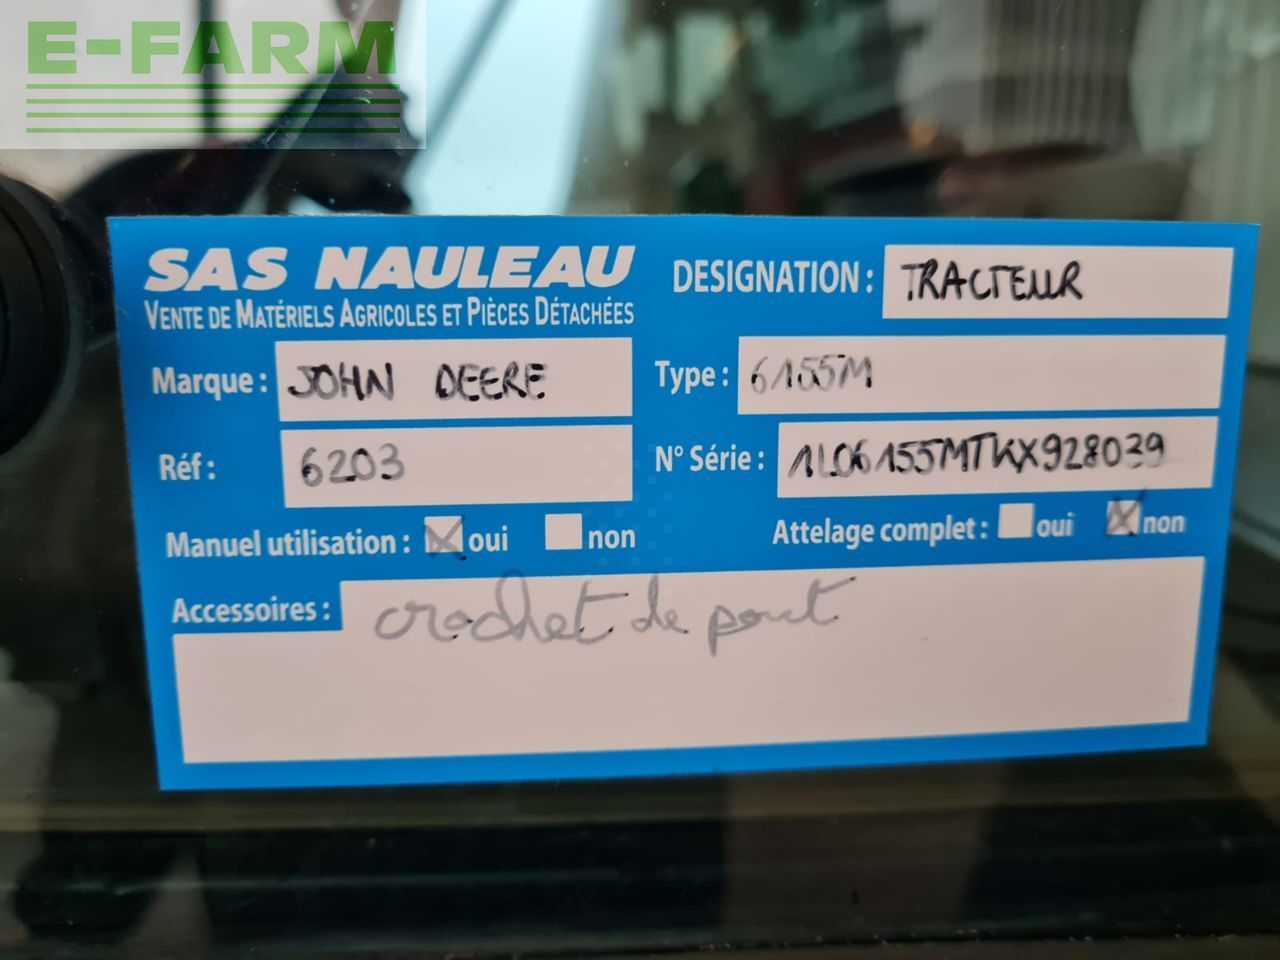 E-FARM
SAS NAULEAU
VENTE DE MATÉRIELS AGRICOLES ET PIÈCES DÉTACHÉES
DESIGNATION : TRACTEUR
Marque : JOHN DEERE
Type : 6155M
Réf : 6203
N° Série : 1L06155MTKX928039
Manuel utilisation : oui non
Attelage complet : oui non
Accessoires : crochet de pont